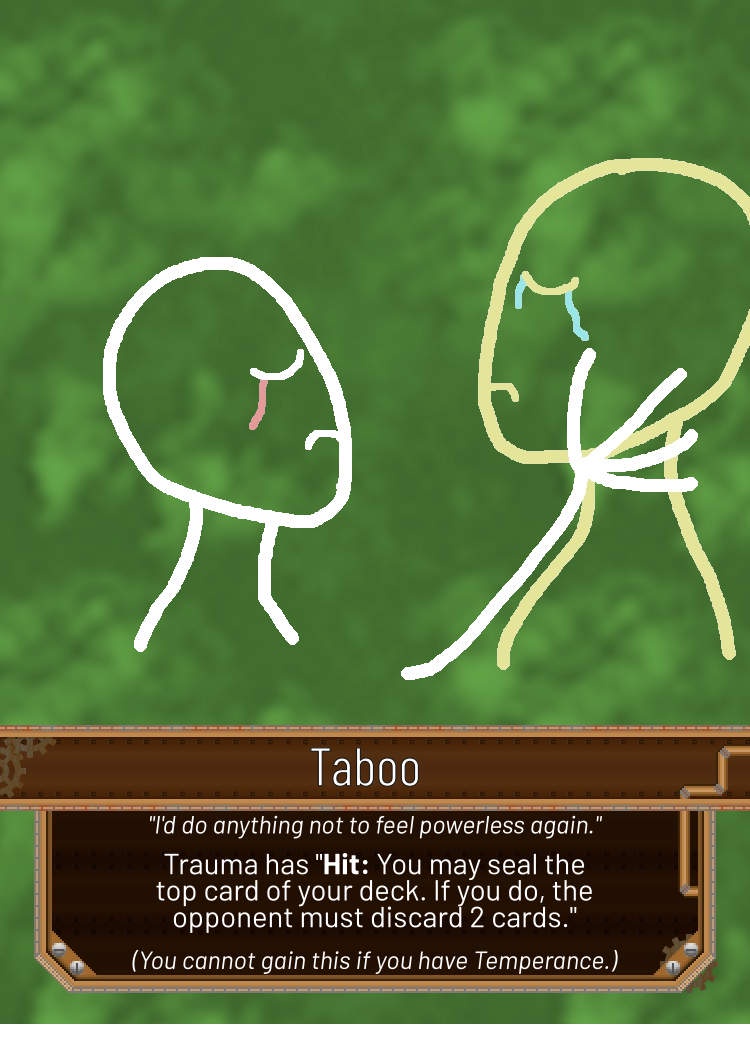 Taboo
"I'd do anything not to feel powerless again."
Trauma has "Hit: You may seal the
top card of your deck. If you do, the
opponent must discard 2 cards."
(You cannot gain this if you have Temperance.)